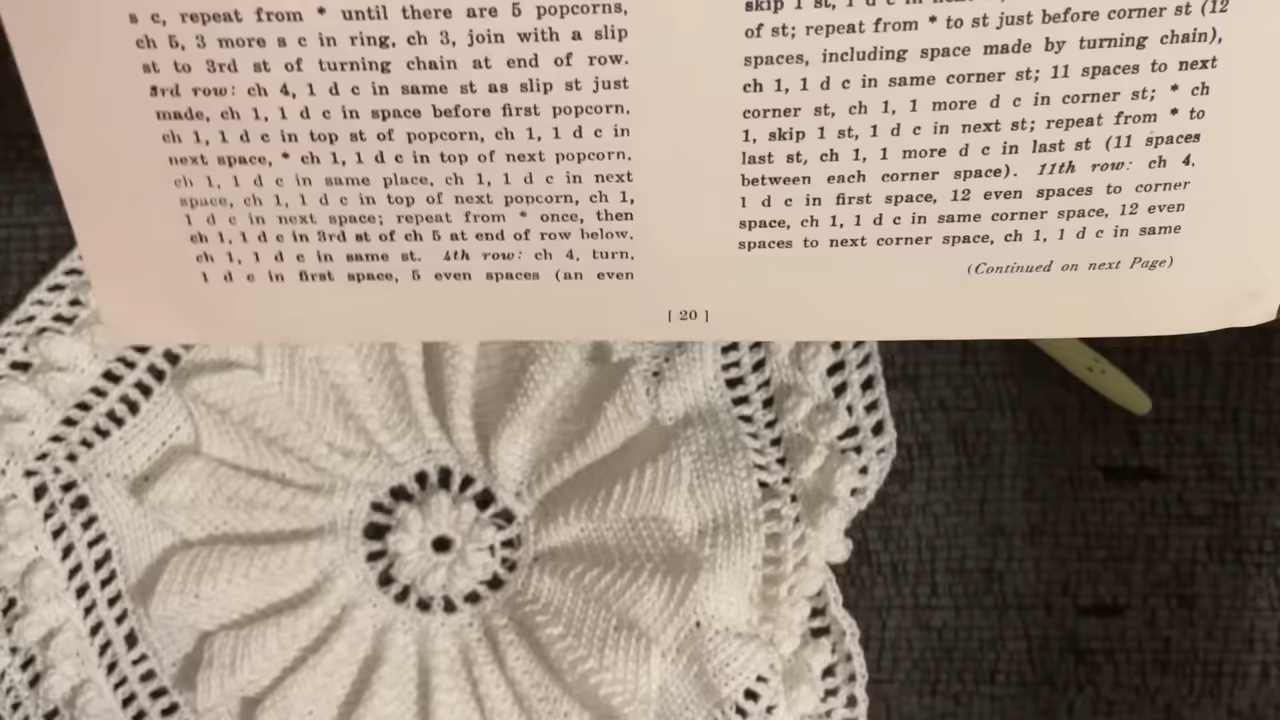 s c, repeat from * until there are 5 popcorns,
ch 5, 3 more s c in ring, ch 3, join with a slip
st to 3rd st of turning chain at end of row.
3rd row: ch 4, 1 d c in same st as slip st just
made, ch 1, 1 d c in space before first popcorn,
ch 1, 1 d c in top st of popcorn, ch 1, 1 d c in
next space, * ch 1, 1 d c in top of next popcorn,
ch 1, 1 d c in same place, ch 1, 1 d c in next
space, ch 1, 1 d c in top of next popcorn, ch 1,
1 d c in next space; repeat from * once, then
ch 1, 1 d c in 3rd st of ch 5 at end of row below,
ch 1, 1 d c in same st. 4th row: ch 4, turn,
1 d c in first space, 5 even spaces (an even
skip 1 st, 1 d c in
of st; repeat from * to st just before corner st (12
spaces, including space made by turning chain),
ch 1, 1 d c in same corner st; 11 spaces to next
corner st, ch 1, 1 more d c in corner st; * ch
1, skip 1 st, 1 d c in next st; repeat from * to
last st, ch 1, 1 more d c in last st (11 spaces
between each corner space). 11th row: ch 4,
1 d c in first space, 12 even spaces to corner
space, ch 1, 1 d c in same corner space, 12 even
spaces to next corner space, ch 1, 1 d c in same
(Continued on next Page)
[ 20 ]